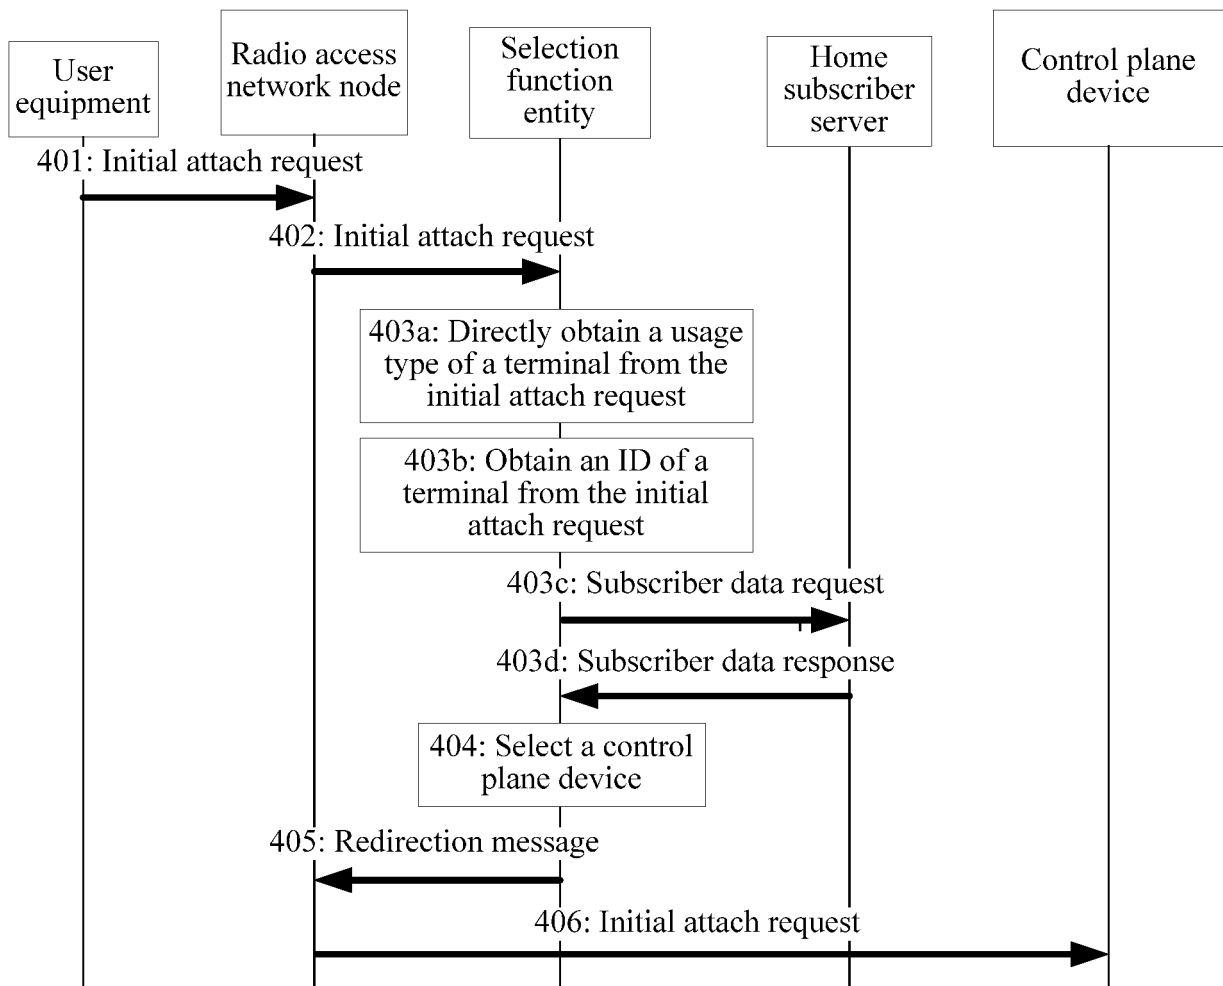 User
equipment
Radio access
network node
Selection
function
entity
Home
subscriber
server
Control plane
device
401: Initial attach request
402: Initial attach request
403a: Directly obtain a usage
type of a terminal from the
initial attach request
403b: Obtain an ID of a
terminal from the initial
attach request
403c: Subscriber data request
403d: Subscriber data response
404: Select a control
plane device
405: Redirection message
406: Initial attach request